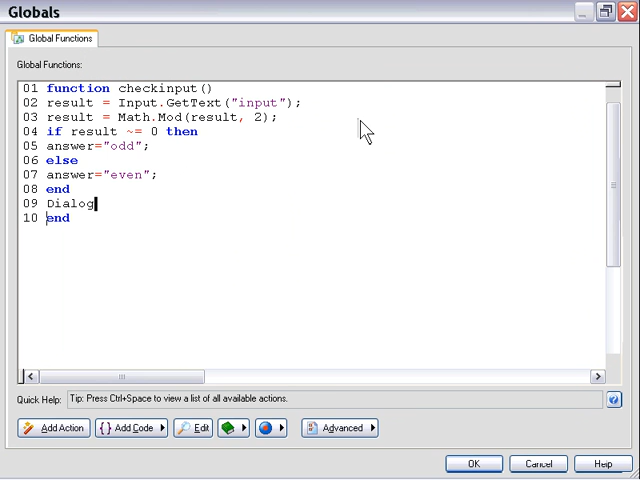 Globals
Global Functions
Global Functions:
01 function checkinput()
02 result = Input.GetText("input");
03 result = Math.Mod(result, 2);
04 if result ~= 0 then
05 answer="odd";
06 else
07 answer="even";
08 end
09 Dialog
10 end
Quick Help: Tip: Press Ctrl+Space to view a list of all available actions.
Add Action { } Add Code Edit Advanced
OK Cancel Help